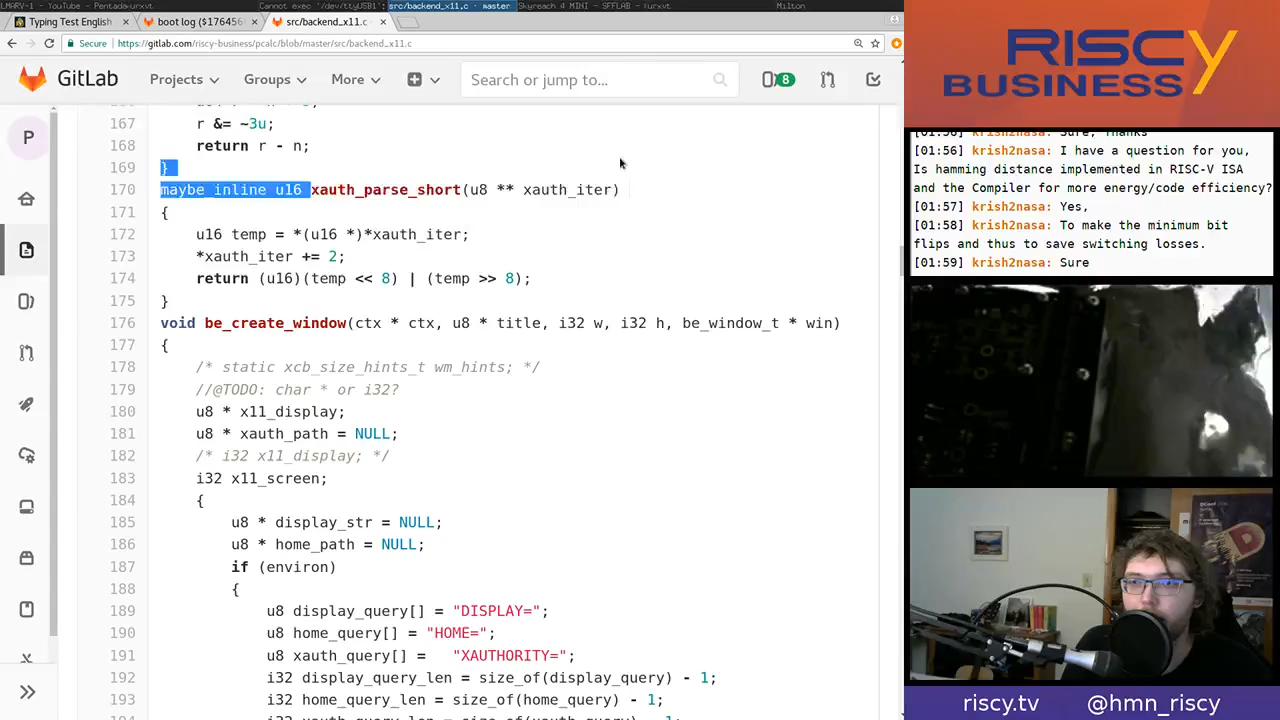 LMARV-1 - YouTube - Pentadactyl
urxvt
Cannot exec '/dev/ttyUSB1':
src/backend_x11.c · master
Skyreach 4 MINI - SFFLAB
urxvt
Milton
Typing Test English
boot log ($1764560
src/backend_x11.c · m
Secure
https://gitlab.com/riscy-business/pcalc/blob/master/src/backend_x11.c
GitLab
Projects
Groups
More
Search or jump to...
8
P
167 r &= ~3u;
168 return r - n;
169 }
170 maybe_inline u16 xauth_parse_short(u8 ** xauth_iter)
171 {
172 u16 temp = *(u16 *)*xauth_iter;
173 *xauth_iter += 2;
174 return (u16)(temp << 8) | (temp >> 8);
175 }
176 void be_create_window(ctx * ctx, u8 * title, i32 w, i32 h, be_window_t * win)
177 {
178 /* static xcb_size_hints_t wm_hints; */
179 //@TODO: char * or i32?
180 u8 * x11_display;
181 u8 * xauth_path = NULL;
182 /* i32 x11_display; */
183 i32 x11_screen;
184 {
185 u8 * display_str = NULL;
186 u8 * home_path = NULL;
187 if (environ)
188 {
189 u8 display_query[] = "DISPLAY=";
190 u8 home_query[] = "HOME=";
191 u8 xauth_query[] = "XAUTHORITY=";
192 i32 display_query_len = size_of(display_query) - 1;
193 i32 home_query_len = size_of(home_query) - 1;
RISCY
BUSINESS
[01:56] krish2nasa: Sure, Thanks
[01:56] krish2nasa: I have a question for you,
Is hamming distance implemented in RISC-V ISA
and the Compiler for more energy/code efficiency?
[01:57] krish2nasa: Yes,
[01:58] krish2nasa: To make the minimum bit
flips and thus to save switching losses.
[01:59] krish2nasa: Sure
riscy.tv @hmn_riscy